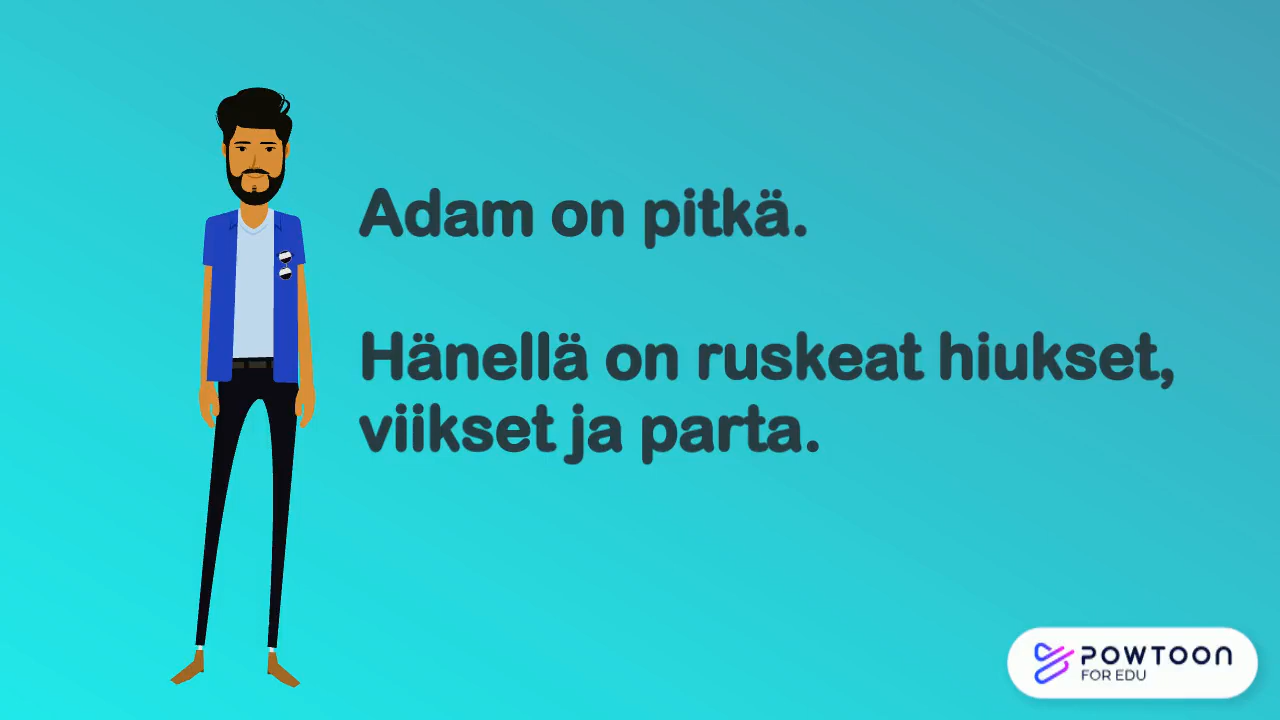 Adam on pitkä.
Hänellä on ruskeat hiukset,
viikset ja parta.
POWTOON
FOR EDU